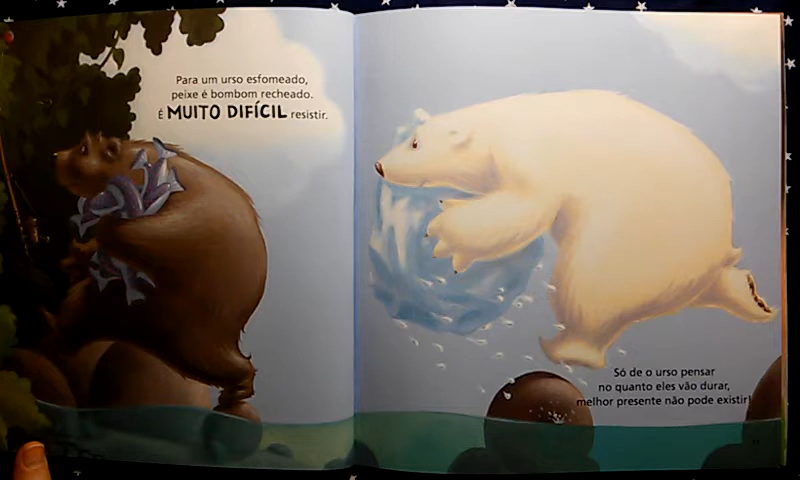 Para um urso esfomeado,
peixe é bombom recheado.
É MUITO DIFÍCIL resistir.
Só de o urso pensar
no quanto eles vão durar,
melhor presente não pode existir!